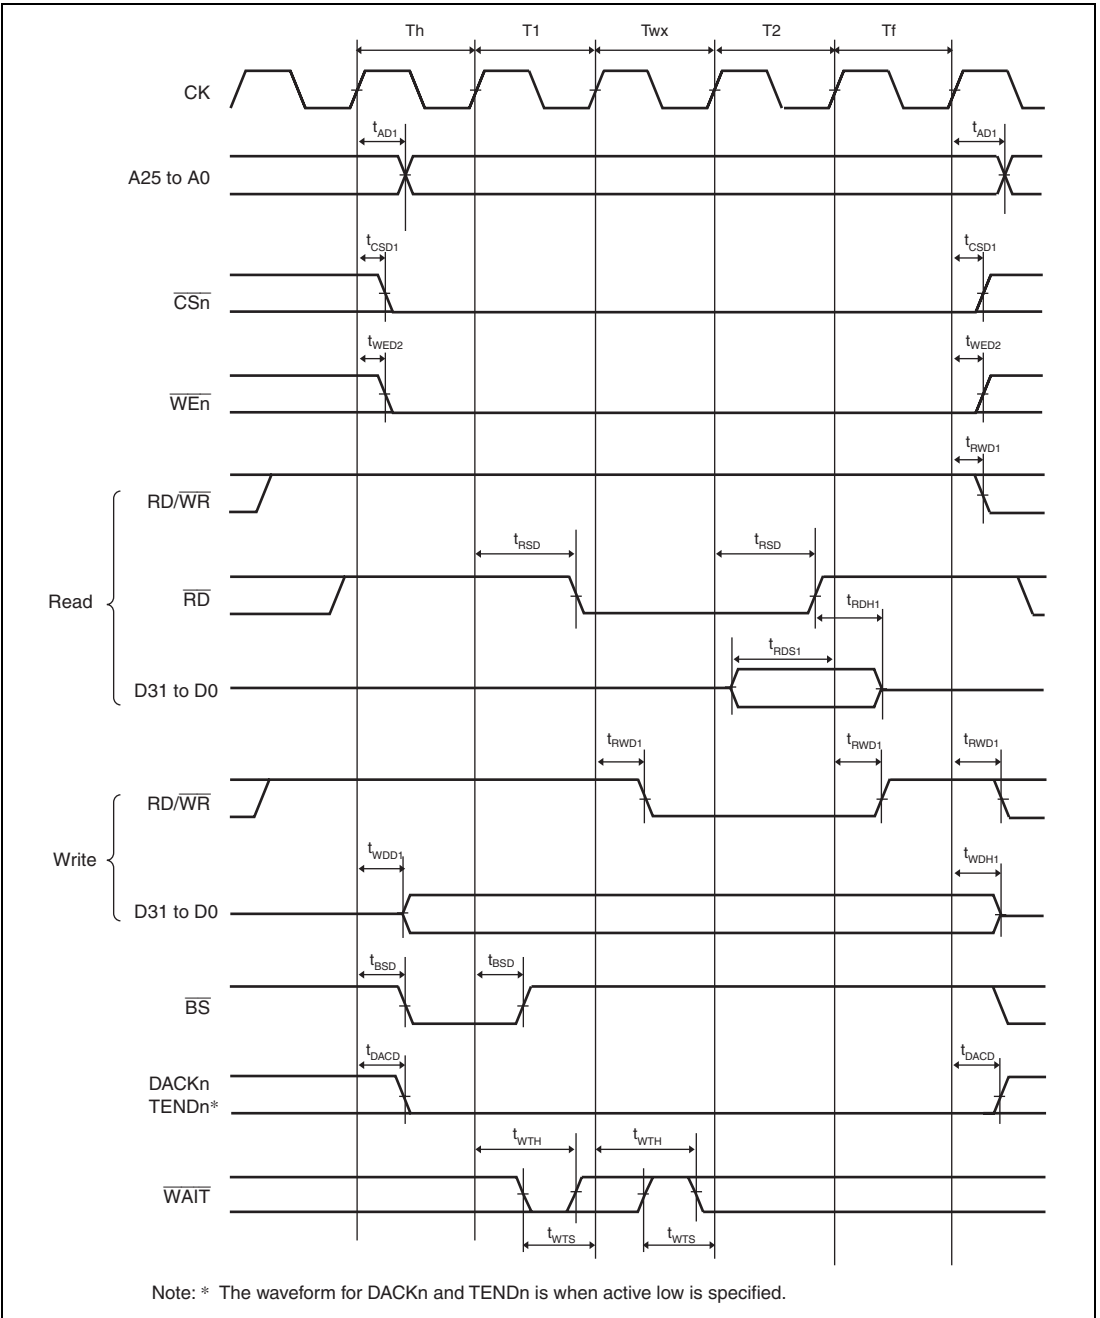 Th T1 Twx T2 Tf
CK
tAD1 tAD1
A25 to A0
tCSD1 tCSD1
CSn
tWED2 tWED2
WEn
tRWD1
RD/WR
tRSD tRSD
Read
RD
tRDH1
tRDS1
D31 to D0
tRWD1 tRWD1 tRWD1
RD/WR
Write
tWDD1 tWDH1
D31 to D0
tBSD tBSD
BS
tDACD tDACD
DACKn
TENDn*
tWTH tWTH
WAIT
tWTS tWTS
Note: * The waveform for DACKn and TENDn is when active low is specified.